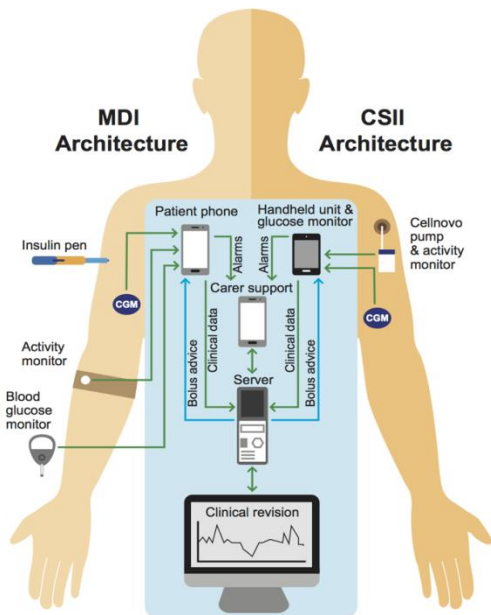 MDI
Architecture
CSII
Architecture
Patient phone
Handheld unit &
glucose monitor
Insulin pen
Cellnovo
pump
& activity
monitor
Alarms
Alarms
CGM
CGM
Carer support
Clinical data
Clinical data
Bolus advice
Bolus advice
Activity
monitor
Server
Blood
glucose
monitor
Clinical revision